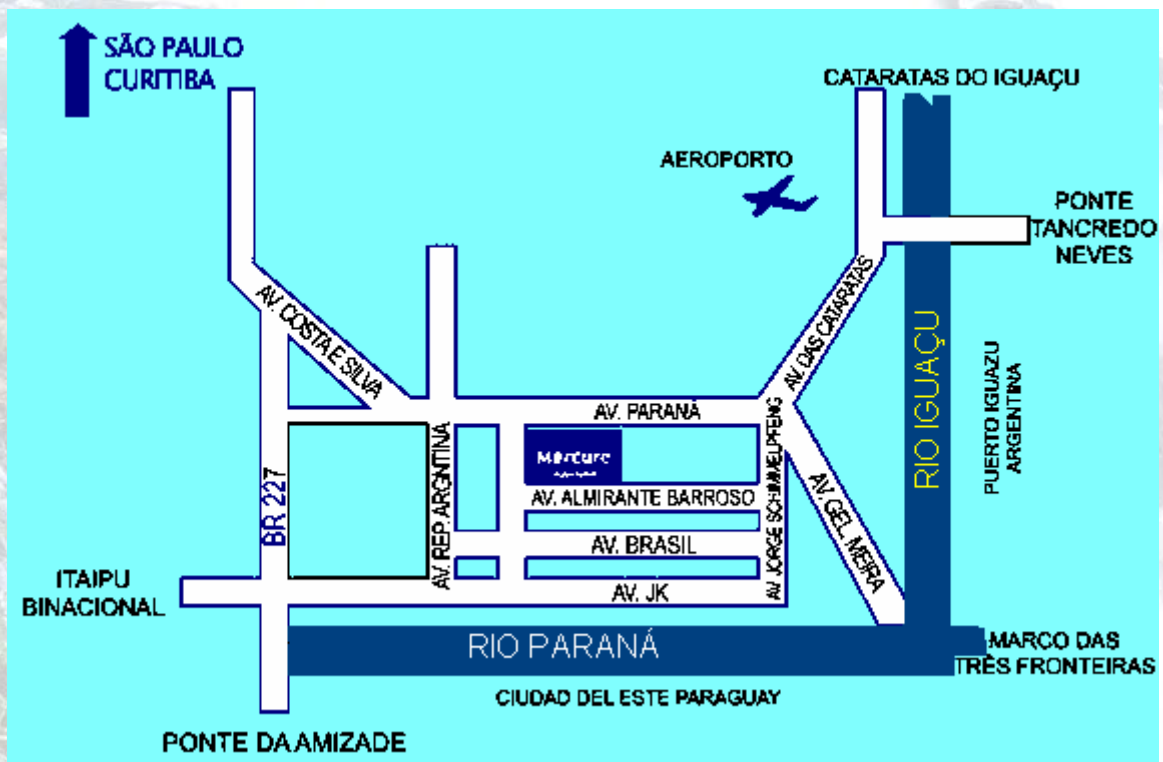 SÃO PAULO
CURITIBA
CATARATAS DO IGUAÇU
AEROPORTO
PONTE
TANCREDO
NEVES
AV. COSTA E SILVA
AV. DAS CATARATAS
RIO IGUAÇU
PUERTO IGUAZU
ARGENTINA
AV. PARANÁ
AV. REP. ARGNTINA
Mercure
AV. ALMIRANTE BARROSO
AV JORGE SCHIMMELPFENG
AV. GEL. MEIRA
BR 227
AV. BRASIL
ITAIPU
BINACIONAL
AV. JK
RIO PARANÁ
MARCO DAS
TRÊS FRONTEIRAS
CIUDAD DEL ESTE PARAGUAY
PONTE DA AMIZADE